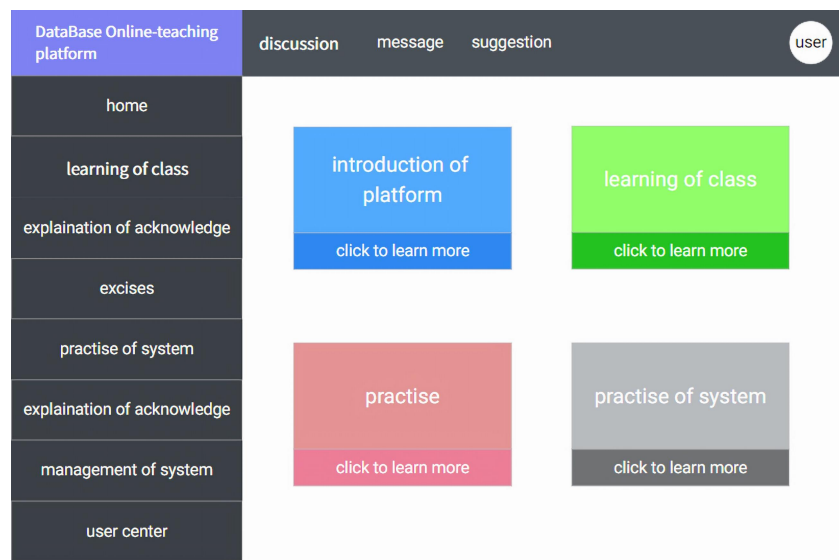 DataBase Online-teaching
platform
discussion
message
suggestion
user
home
learning of class
explaination of acknowledge
excises
practise of system
explaination of acknowledge
management of system
user center
introduction of
platform
click to learn more
learning of class
click to learn more
practise
click to learn more
practise of system
click to learn more